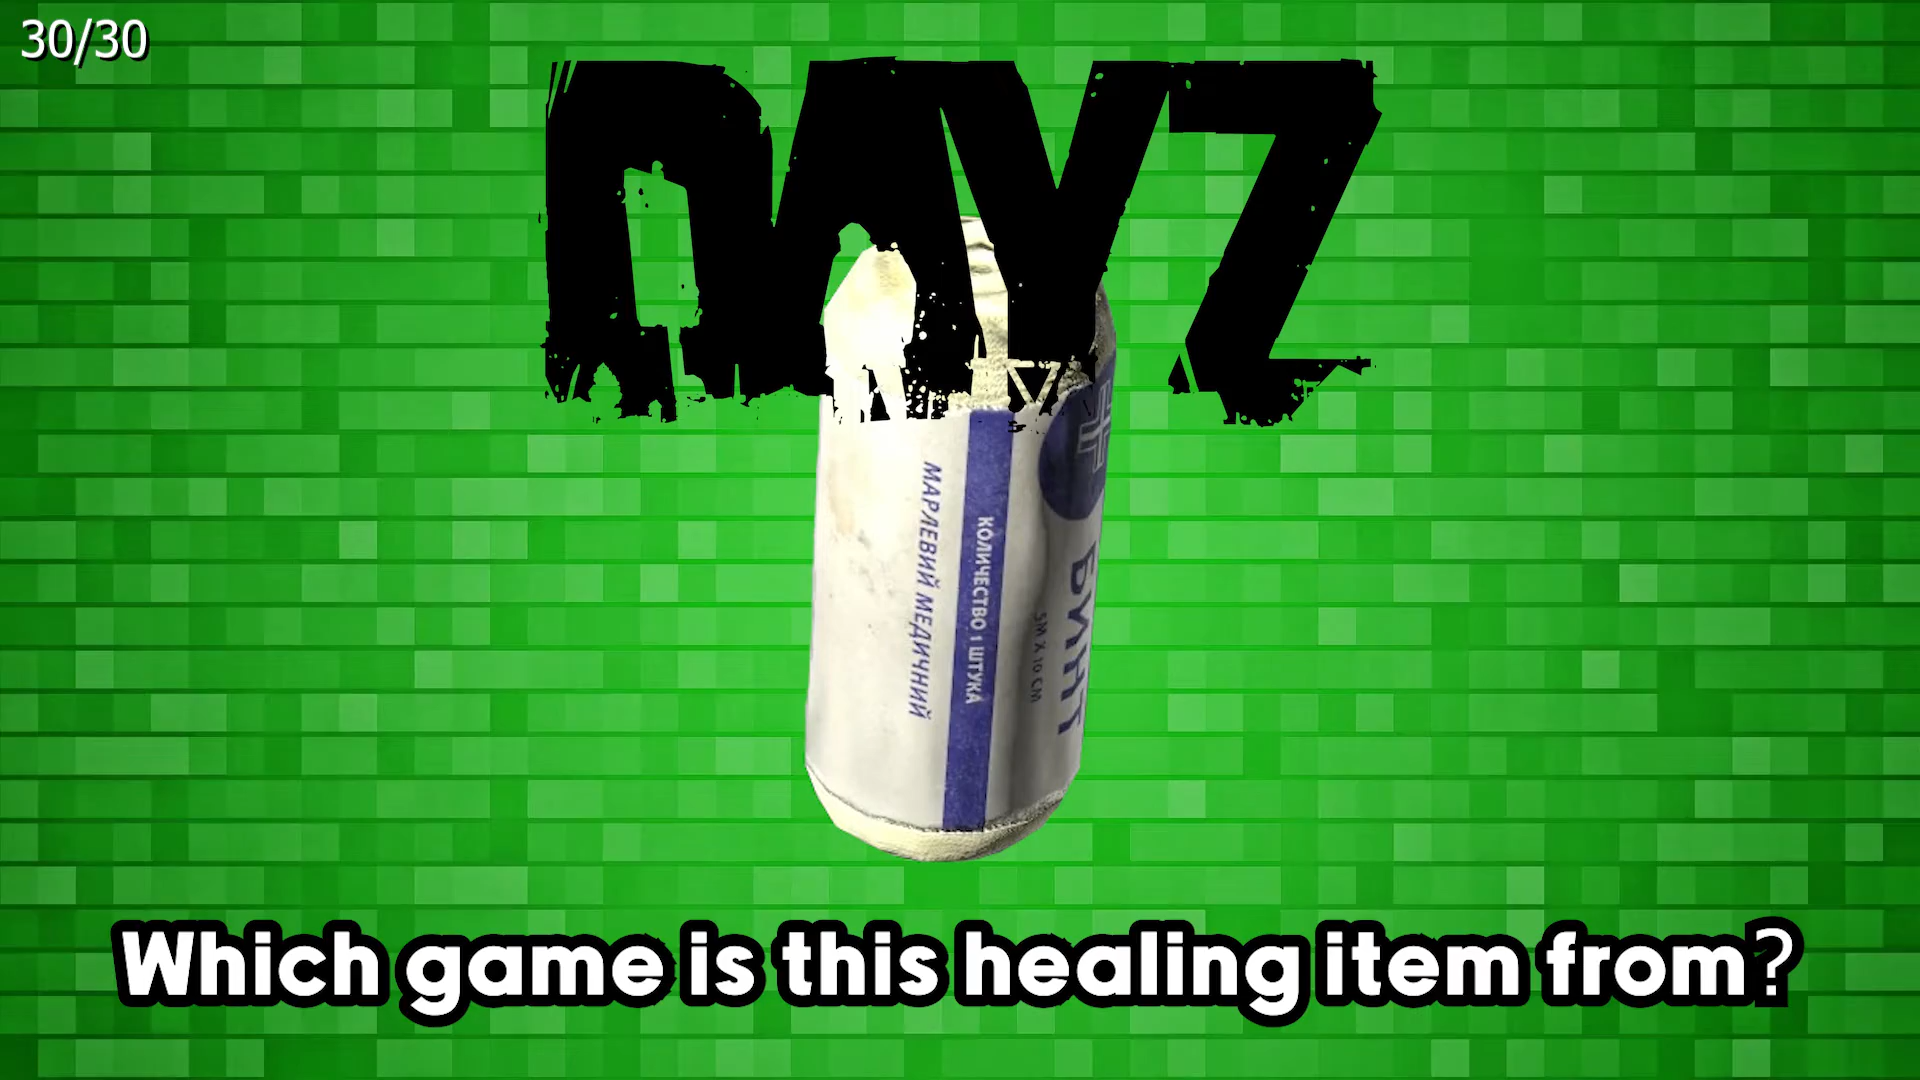 30/30
DAYZ
МАРЛЕВИЙ МЕДИЧНИЙ
КОЛИЧЕСТВО 1 ШТУКА
5М X 10 СМ
БИНТ
Which game is this healing item from?